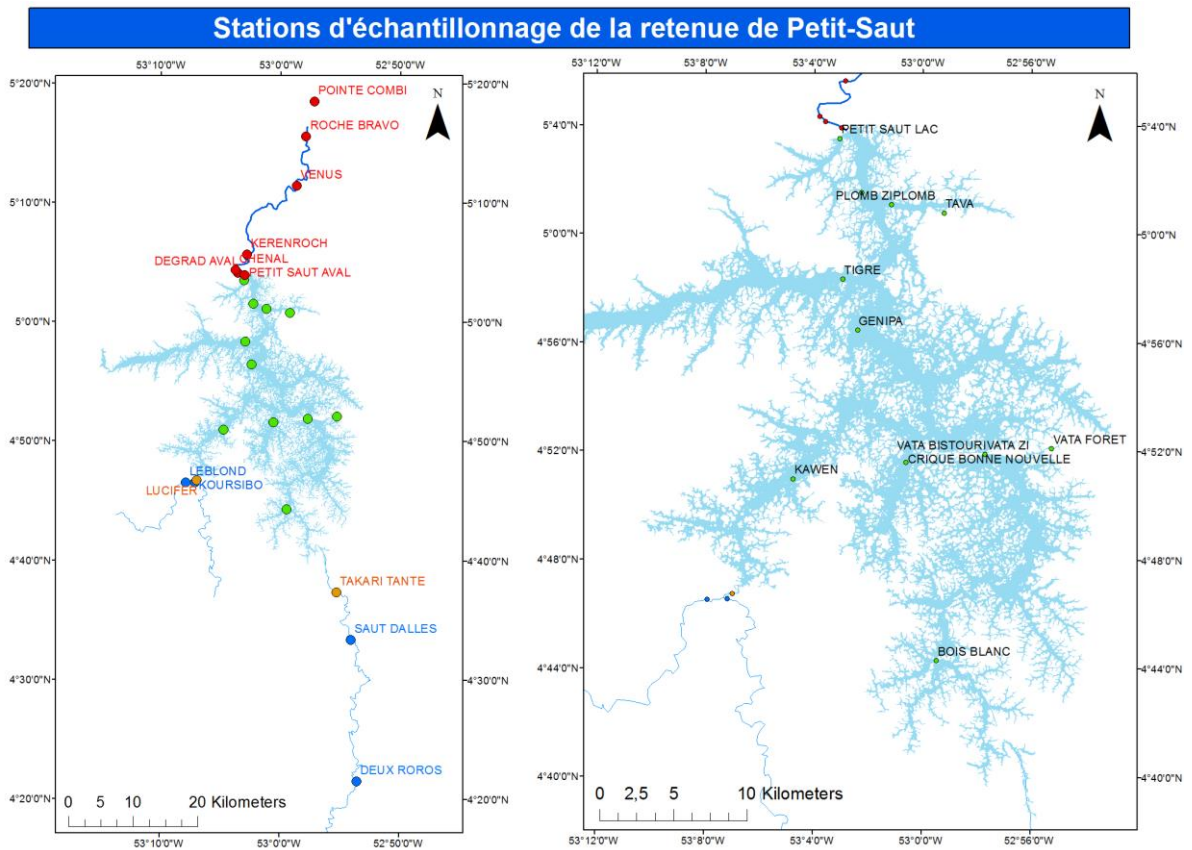 Stations d'échantillonnage de la retenue de Petit-Saut
53°10'0"W 53°0'0"W 52°50'0"W
5°20'0"N 5°20'0"N
POINTE COMBI
N
ROCHE BRAVO
VENUS
5°10'0"N 5°10'0"N
KERENROCH
DEGRAD AVAL CHENAL
PETIT SAUT AVAL
5°0'0"N 5°0'0"N
4°50'0"N 4°50'0"N
LEBLOND
LUCIFER KOURSIBO
4°40'0"N 4°40'0"N
TAKARI TANTE
SAUT DALLES
4°30'0"N 4°30'0"N
DEUX ROROS
0 5 10 20 Kilometers
4°20'0"N 4°20'0"N
53°10'0"W 53°0'0"W 52°50'0"W
53°12'0"W 53°8'0"W 53°4'0"W 53°0'0"W 52°56'0"W
N
5°4'0"N PETIT SAUT LAC 5°4'0"N
PLOMB ZIPLOMB
TAVA
5°0'0"N 5°0'0"N
TIGRE
GENIPA
4°56'0"N 4°56'0"N
VATA BISTOURIVATA ZI VATA FORET
4°52'0"N 4°52'0"N
CRIQUE BONNE NOUVELLE
KAWEN
4°48'0"N 4°48'0"N
BOIS BLANC
4°44'0"N 4°44'0"N
4°40'0"N 4°40'0"N
0 2,5 5 10 Kilometers
53°12'0"W 53°8'0"W 53°4'0"W 53°0'0"W 52°56'0"W